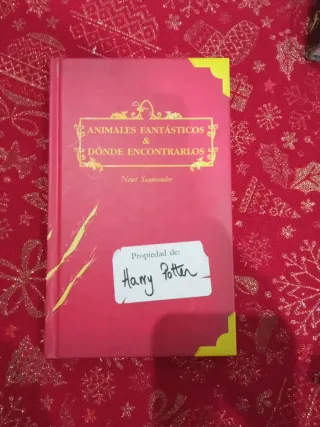 ANIMALES FANTÁSTICOS
&
DÓNDE ENCONTRARLOS
Newt Scamander
Propiedad de:
Harry Potter